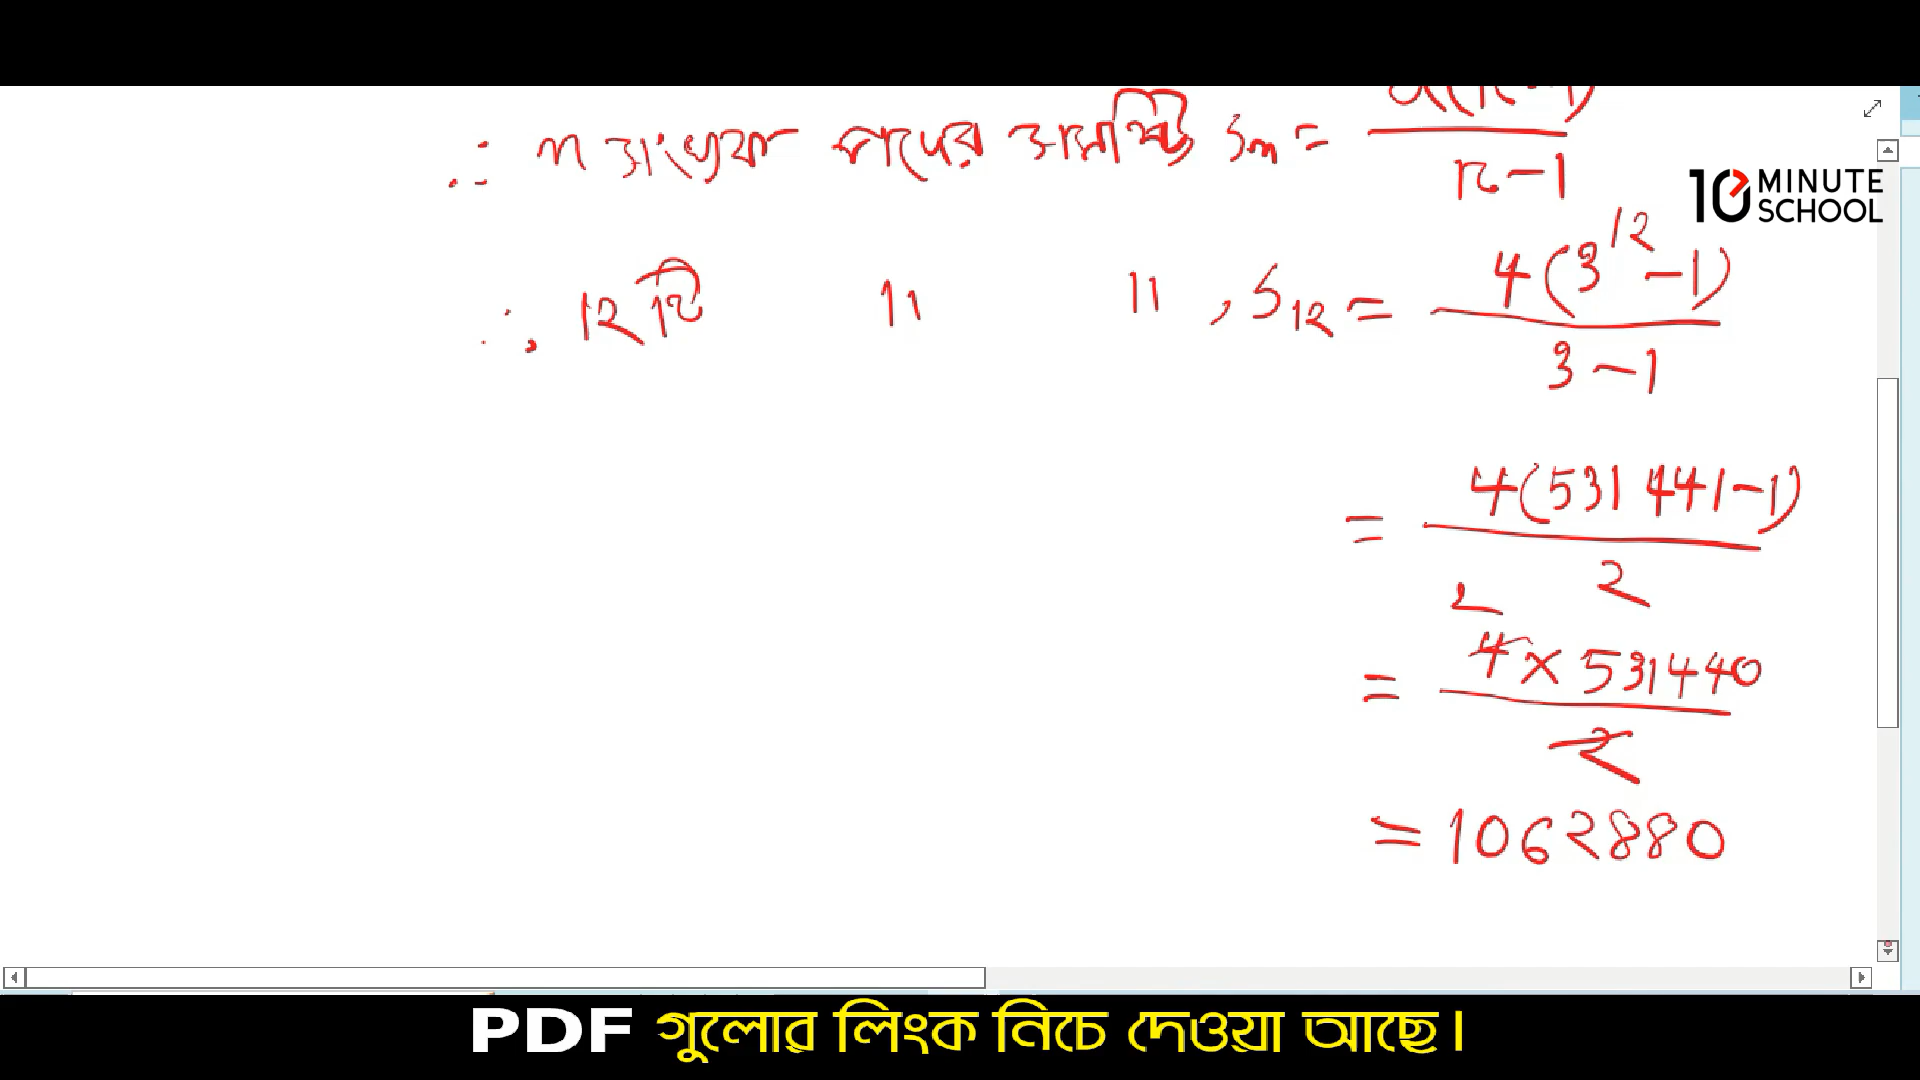 ∴ n সংখ্যক পদের সমষ্টি Sn = a(r^n-1) / r-1
10 MINUTE SCHOOL
∴ 12টি " " , S12 = 4(3^12-1) / 3-1
= 4(531441-1) / 2
2
= 4 × 531440 / 2
= 1062880
PDF গুলোর লিংক নিচে দেওয়া আছে।